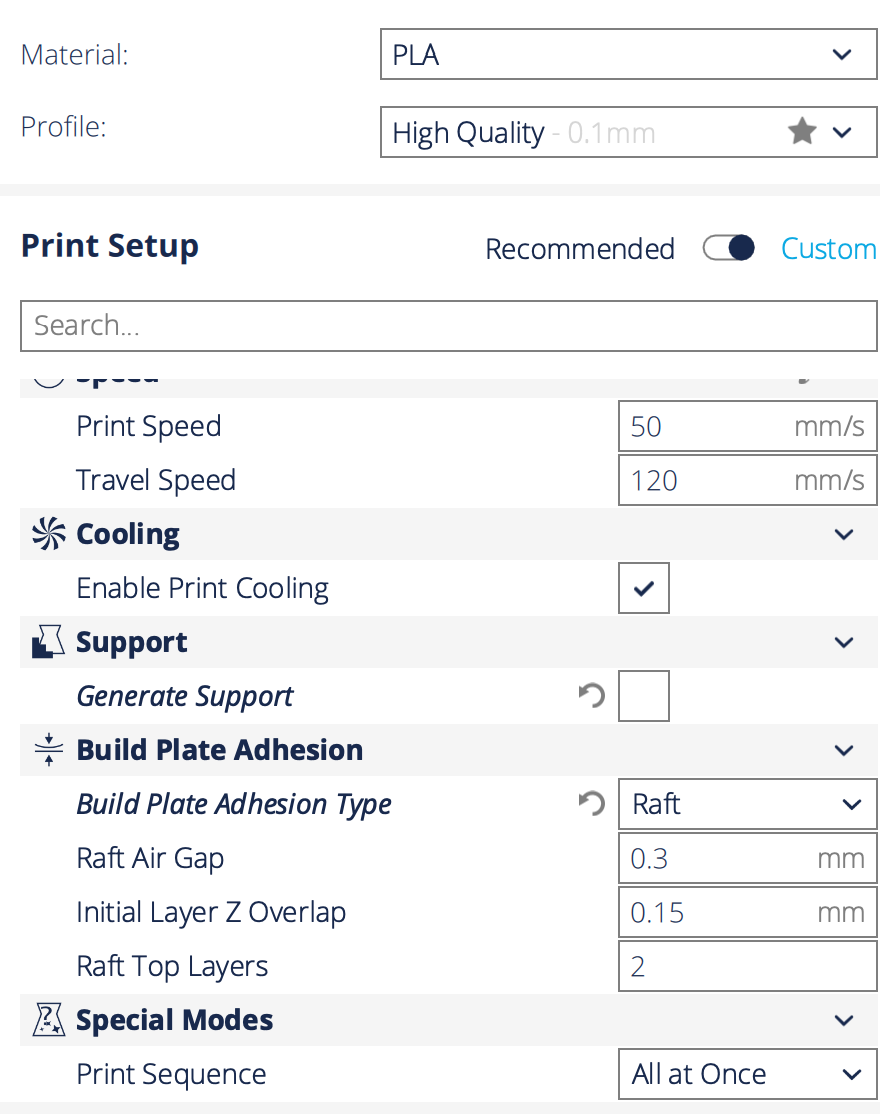 Material: PLA
Profile: High Quality - 0.1mm
Print Setup Recommended Custom
Search...
Speed
Print Speed 50 mm/s
Travel Speed 120 mm/s
Cooling
Enable Print Cooling
Support
Generate Support
Build Plate Adhesion
Build Plate Adhesion Type Raft
Raft Air Gap 0.3 mm
Initial Layer Z Overlap 0.15 mm
Raft Top Layers 2
Special Modes
Print Sequence All at Once